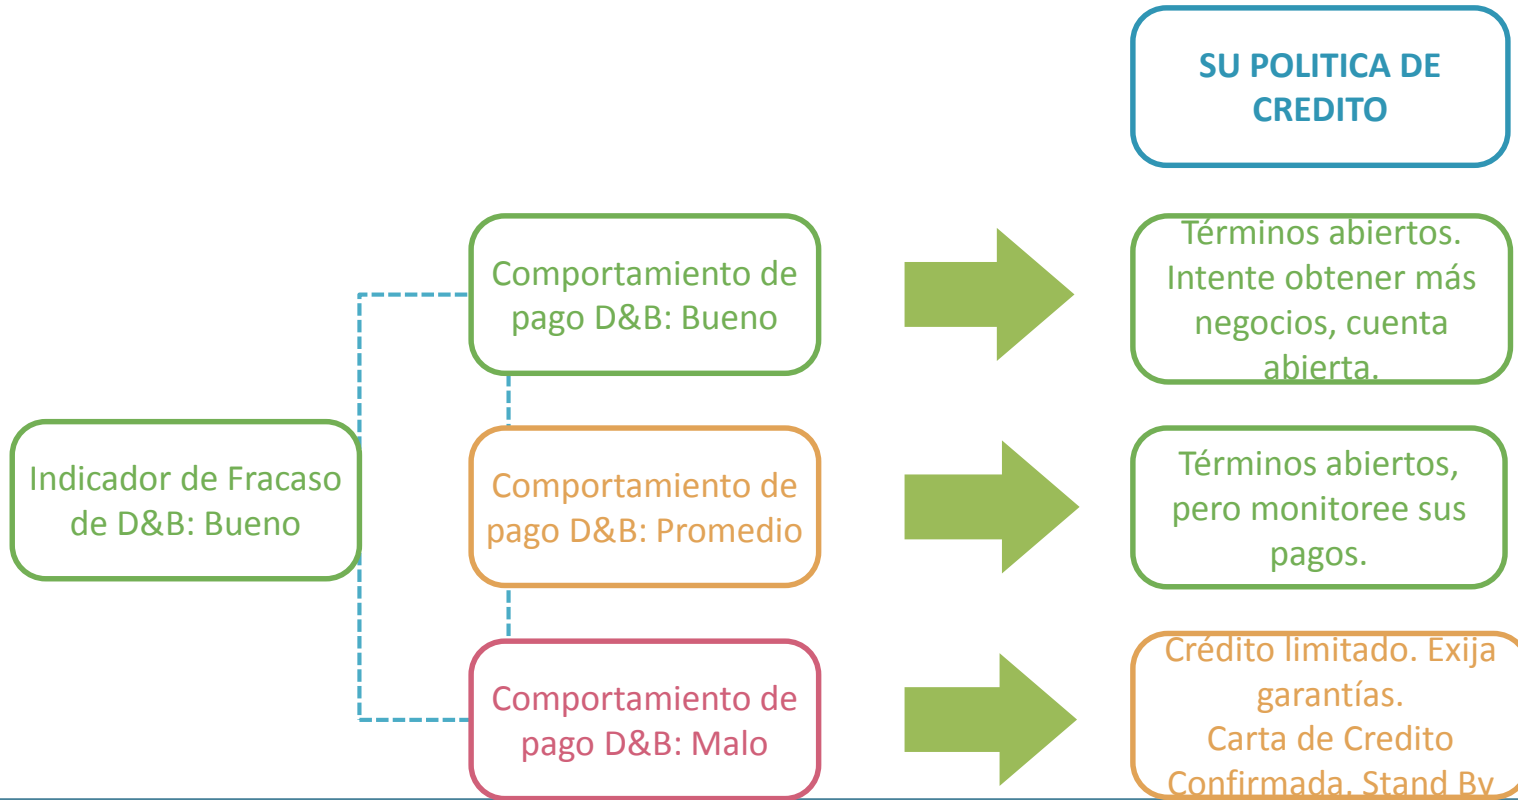 SU POLITICA DE
CREDITO
Comportamiento de
pago D&B: Bueno
Términos abiertos.
Intente obtener más
negocios, cuenta
abierta.
Indicador de Fracaso
de D&B: Bueno
Comportamiento de
pago D&B: Promedio
Términos abiertos,
pero monitoree sus
pagos.
Comportamiento de
pago D&B: Malo
Crédito limitado. Exija
garantías.
Carta de Credito
Confirmada. Stand By